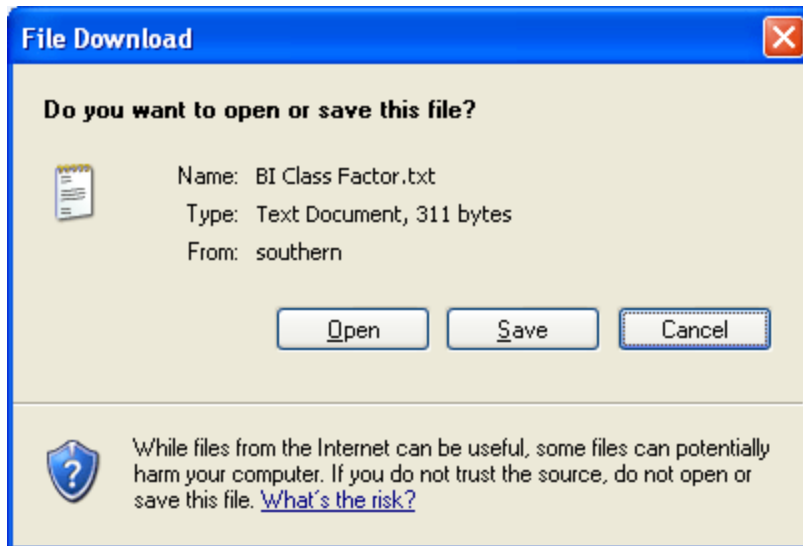 File Download
Do you want to open or save this file?
Name: BI Class Factor.txt
Type: Text Document, 311 bytes
From: southern
Open Save Cancel
While files from the Internet can be useful, some files can potentially
harm your computer. If you do not trust the source, do not open or
save this file. What's the risk?